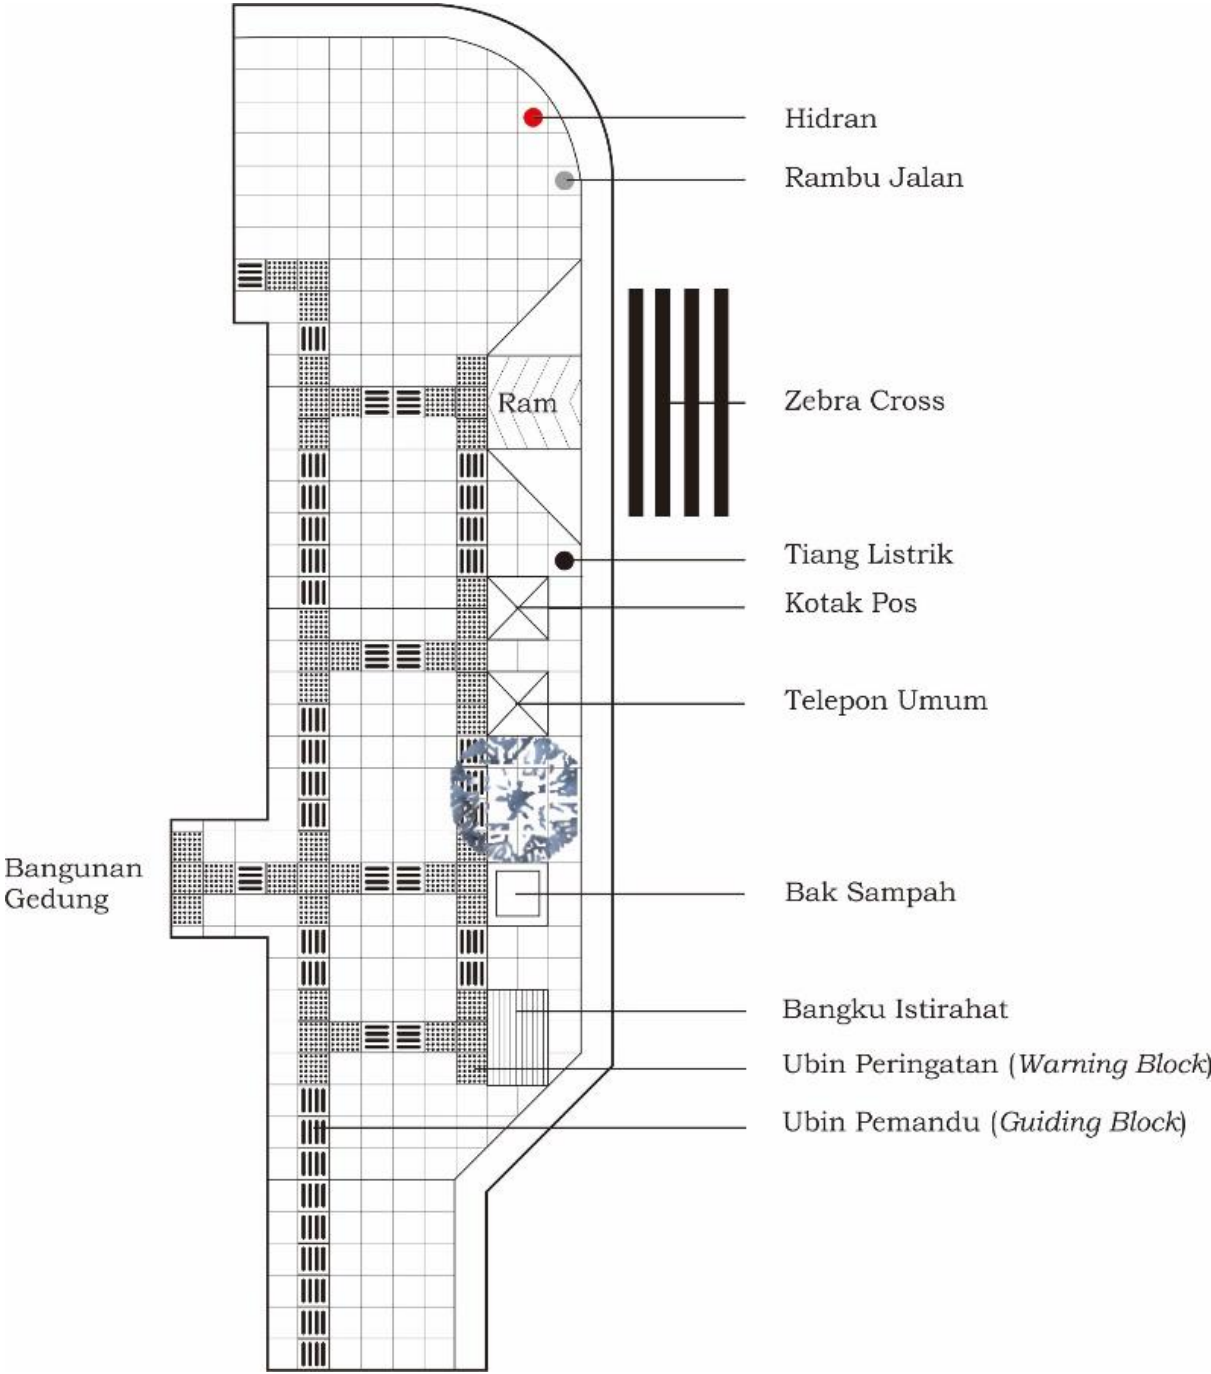 Hidran
Rambu Jalan
Ram
Zebra Cross
Tiang Listrik
Kotak Pos
Telepon Umum
Bangunan
Gedung
Bak Sampah
Bangku Istirahat
Ubin Peringatan (Warning Block)
Ubin Pemandu (Guiding Block)